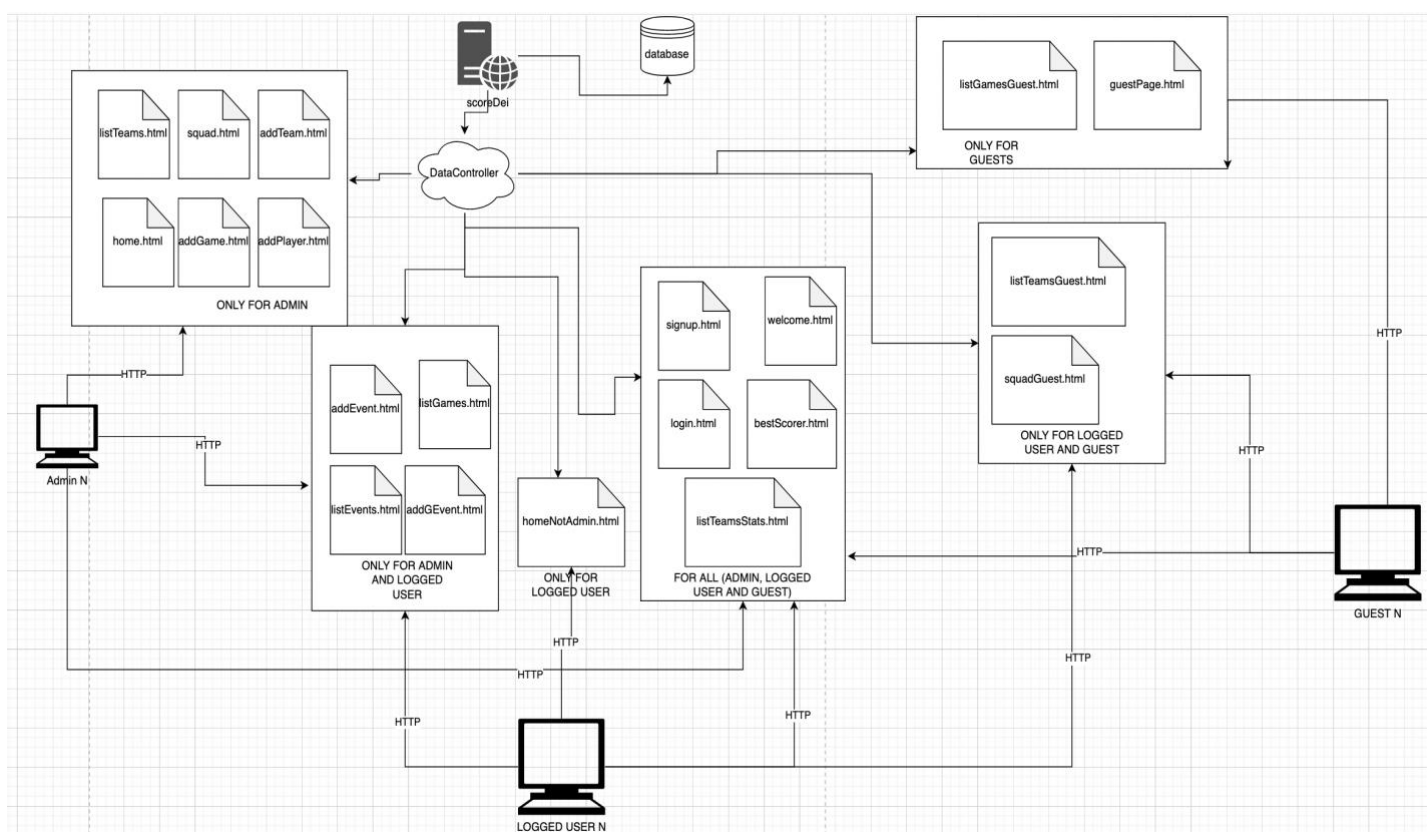 scoreDei
database
DataController
listTeams.html
squad.html
addTeam.html
home.html
addGame.html
addPlayer.html
ONLY FOR ADMIN
listGamesGuest.html
guestPage.html
ONLY FOR
GUESTS
HTTP
listTeamsGuest.html
squadGuest.html
ONLY FOR LOGGED
USER AND GUEST
signup.html
welcome.html
login.html
bestScorer.html
listTeamsStats.html
FOR ALL (ADMIN, LOGGED
USER AND GUEST)
addEvent.html
listGames.html
listEvents.html
addGEvent.html
ONLY FOR ADMIN
AND LOGGED
USER
homeNotAdmin.html
ONLY FOR
LOGGED USER
HTTP
HTTP
Admin N
HTTP
HTTP
GUEST N
HTTP
HTTP
HTTP
HTTP
HTTP
LOGGED USER N